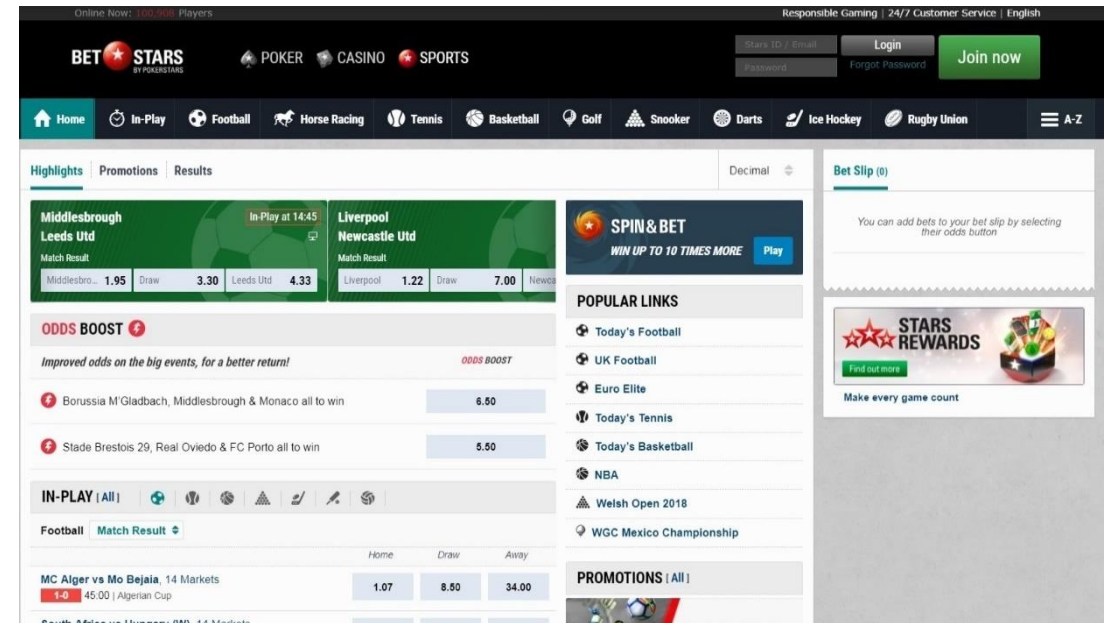 Online Now: 100,908 Players
Responsible Gaming | 24/7 Customer Service | English
BET STARS
BY POKERSTARS
POKER CASINO SPORTS
Stars ID / Email
Password
Login
Forgot Password
Join now
Home In-Play Football Horse Racing Tennis Basketball Golf Snooker Darts Ice Hockey Rugby Union A-Z
Highlights Promotions Results
Decimal
Middlesbrough
Leeds Utd
In-Play at 14:45
Match Result
Middlesbro... 1.95 Draw 3.30 Leeds Utd 4.33
Liverpool
Newcastle Utd
Match Result
Liverpool 1.22 Draw 7.00 Newca
ODDS BOOST
Improved odds on the big events, for a better return! ODDS BOOST
Borussia M'Gladbach, Middlesbrough & Monaco all to win 6.50
Stade Brestois 29, Real Oviedo & FC Porto all to win 5.50
IN-PLAY [ All ]
Football Match Result
Home Draw Away
MC Alger vs Mo Bejaia, 14 Markets
1-0 45:00 | Algerian Cup
1.07 8.50 34.00
South Africa vs Hungary (W), 14 Markets
SPIN&BET
WIN UP TO 10 TIMES MORE Play
POPULAR LINKS
Today's Football
UK Football
Euro Elite
Today's Tennis
Today's Basketball
NBA
Welsh Open 2018
WGC Mexico Championship
PROMOTIONS [ All ]
Bet Slip (0)
You can add bets to your bet slip by selecting
their odds button
STARS
REWARDS
Find out more
Make every game count